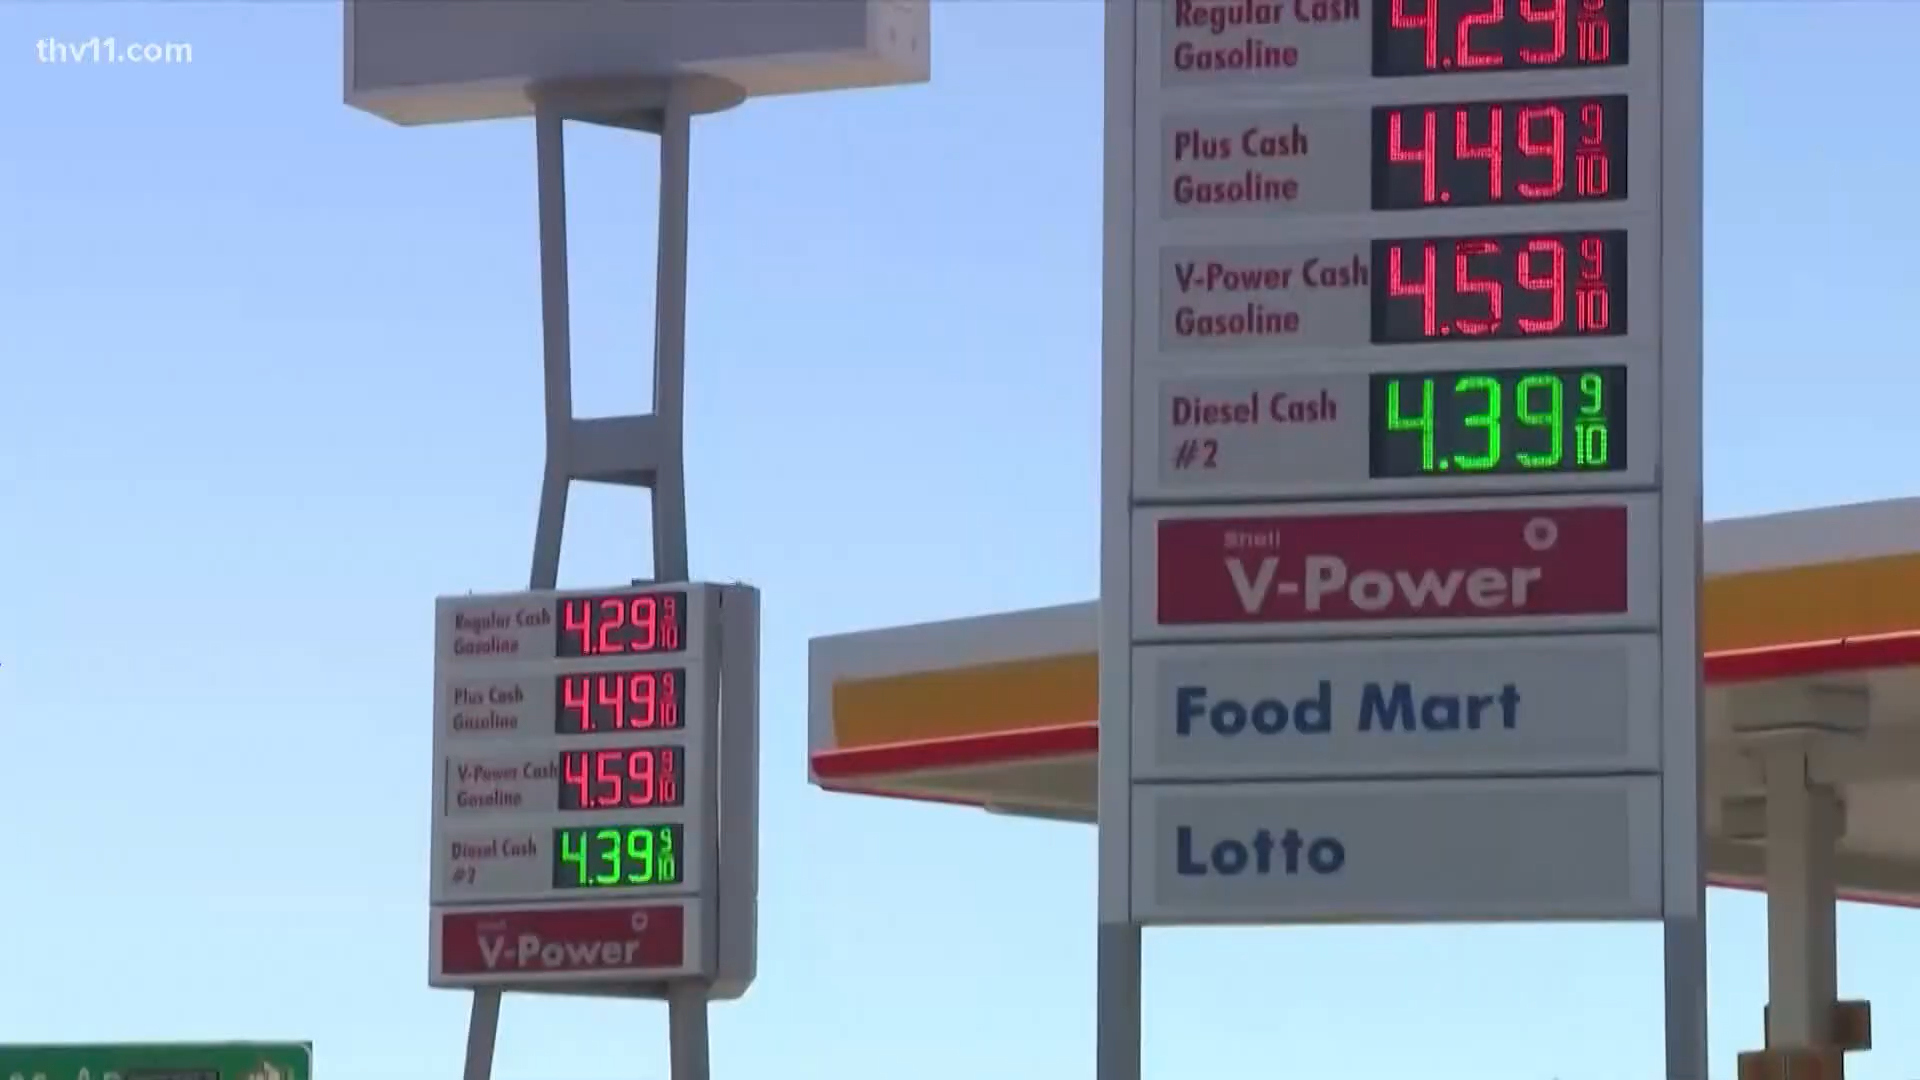 thv11.com
Regular Cash 4.29 9/10
Gasoline
Plus Cash 4.49 9/10
Gasoline
V-Power Cash 4.59 9/10
Gasoline
Diesel Cash 4.39 9/10
#2
Shell
V-Power
Food Mart
Lotto
Regular Cash 4.29 9/10
Gasoline
Plus Cash 4.49 9/10
Gasoline
V-Power Cash 4.59 9/10
Gasoline
Diesel Cash 4.39 9/10
#2
V-Power